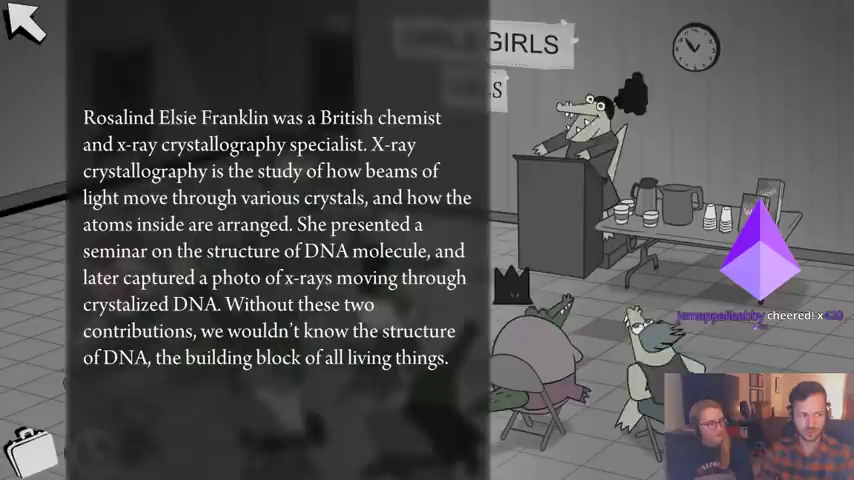 GIRLS GIRLS
Rosalind Elsie Franklin was a British chemist
and x-ray crystallography specialist. X-ray
crystallography is the study of how beams of
light move through various crystals, and how the
atoms inside are arranged. She presented a
seminar on the structure of DNA molecule, and
later captured a photo of x-rays moving through
crystalized DNA. Without these two
contributions, we wouldn't know the structure
of DNA, the building block of all living things.
cheered! x420